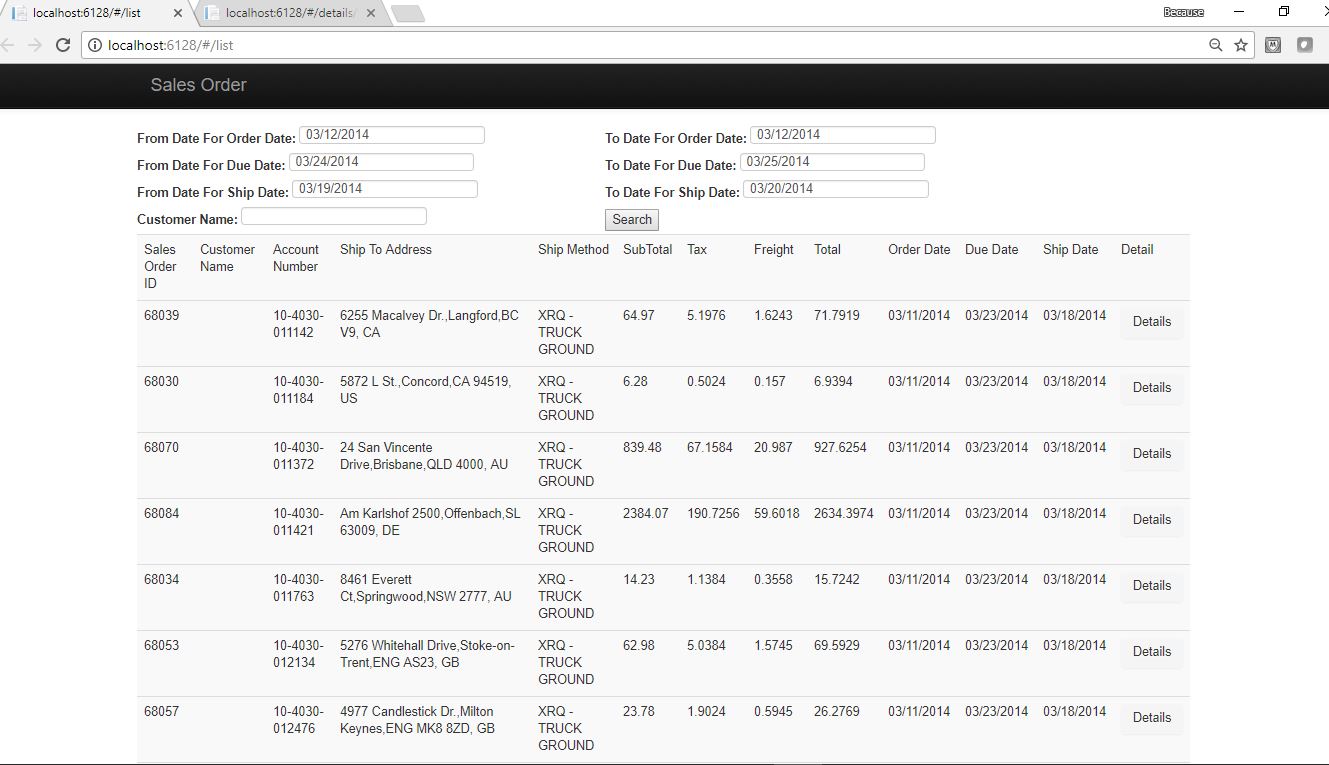 localhost:6128/#/list
localhost:6128/#/details/
Because
localhost:6128/#/list
Sales Order
From Date For Order Date: 03/12/2014 To Date For Order Date: 03/12/2014
From Date For Due Date: 03/24/2014 To Date For Due Date: 03/25/2014
From Date For Ship Date: 03/19/2014 To Date For Ship Date: 03/20/2014
Customer Name: Search
Sales Customer Account Ship To Address Ship Method SubTotal Tax Freight Total Order Date Due Date Ship Date Detail
Order Name Number
ID
68039 10-4030- 6255 Macalvey Dr.,Langford,BC XRQ - 64.97 5.1976 1.6243 71.7919 03/11/2014 03/23/2014 03/18/2014 Details
011142 V9, CA TRUCK
GROUND
68030 10-4030- 5872 L St.,Concord,CA 94519, XRQ - 6.28 0.5024 0.157 6.9394 03/11/2014 03/23/2014 03/18/2014 Details
011184 US TRUCK
GROUND
68070 10-4030- 24 San Vincente XRQ - 839.48 67.1584 20.987 927.6254 03/11/2014 03/23/2014 03/18/2014 Details
011372 Drive,Brisbane,QLD 4000, AU TRUCK
GROUND
68084 10-4030- Am Karlshof 2500,Offenbach,SL XRQ - 2384.07 190.7256 59.6018 2634.3974 03/11/2014 03/23/2014 03/18/2014 Details
011421 63009, DE TRUCK
GROUND
68034 10-4030- 8461 Everett XRQ - 14.23 1.1384 0.3558 15.7242 03/11/2014 03/23/2014 03/18/2014 Details
011763 Ct,Springwood,NSW 2777, AU TRUCK
GROUND
68053 10-4030- 5276 Whitehall Drive,Stoke-on- XRQ - 62.98 5.0384 1.5745 69.5929 03/11/2014 03/23/2014 03/18/2014 Details
012134 Trent,ENG AS23, GB TRUCK
GROUND
68057 10-4030- 4977 Candlestick Dr.,Milton XRQ - 23.78 1.9024 0.5945 26.2769 03/11/2014 03/23/2014 03/18/2014 Details
012476 Keynes,ENG MK8 8ZD, GB TRUCK
GROUND